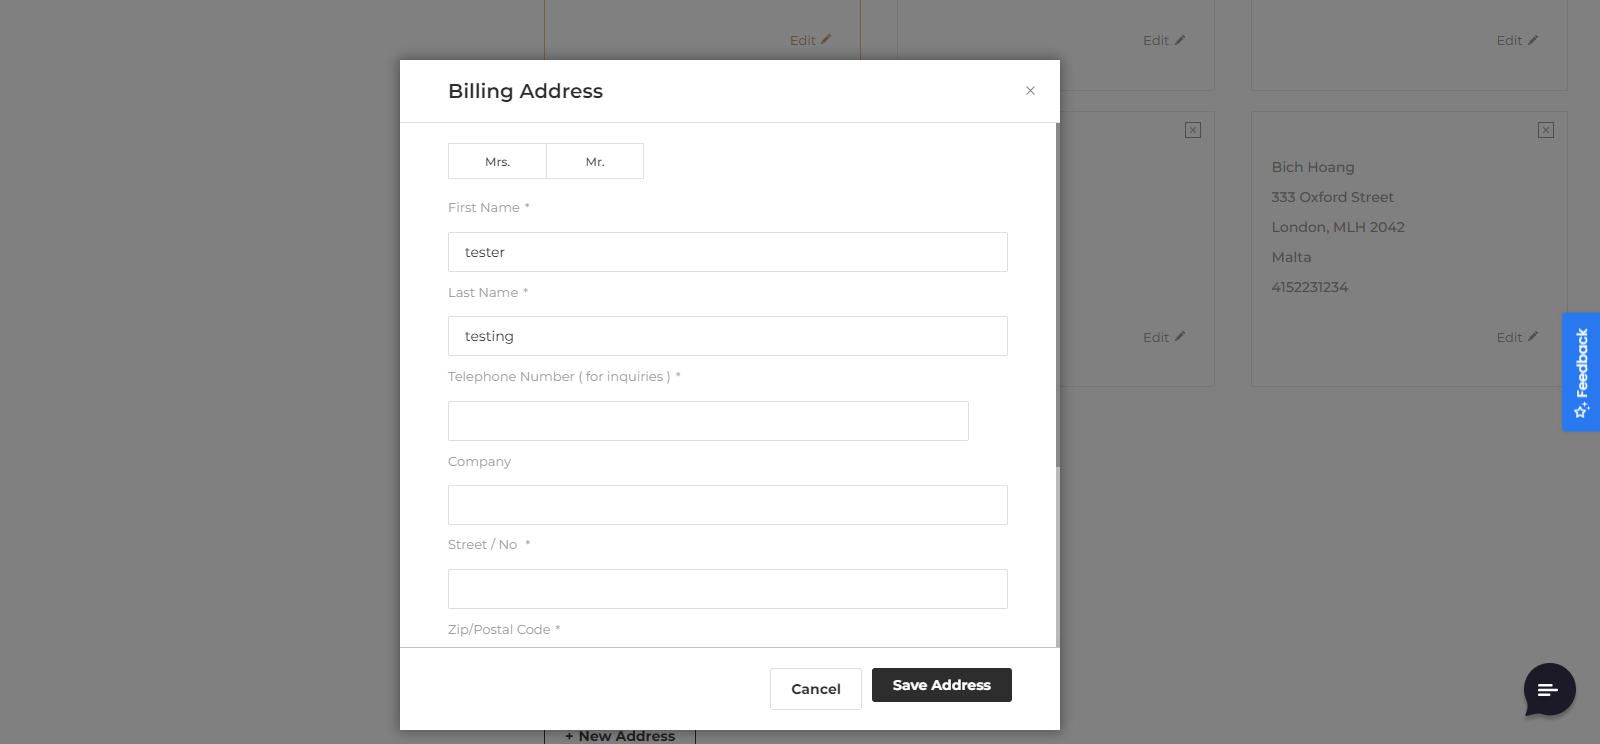 Edit
Edit
Edit
Billing Address
Mrs.
Mr.
First Name *
tester
Last Name *
testing
Telephone Number ( for inquiries ) *
Company
Street / No *
Zip/Postal Code *
Cancel
Save Address
Bich Hoang
333 Oxford Street
London, MLH 2042
Malta
4152231234
Edit
Edit
Feedback
+ New Address